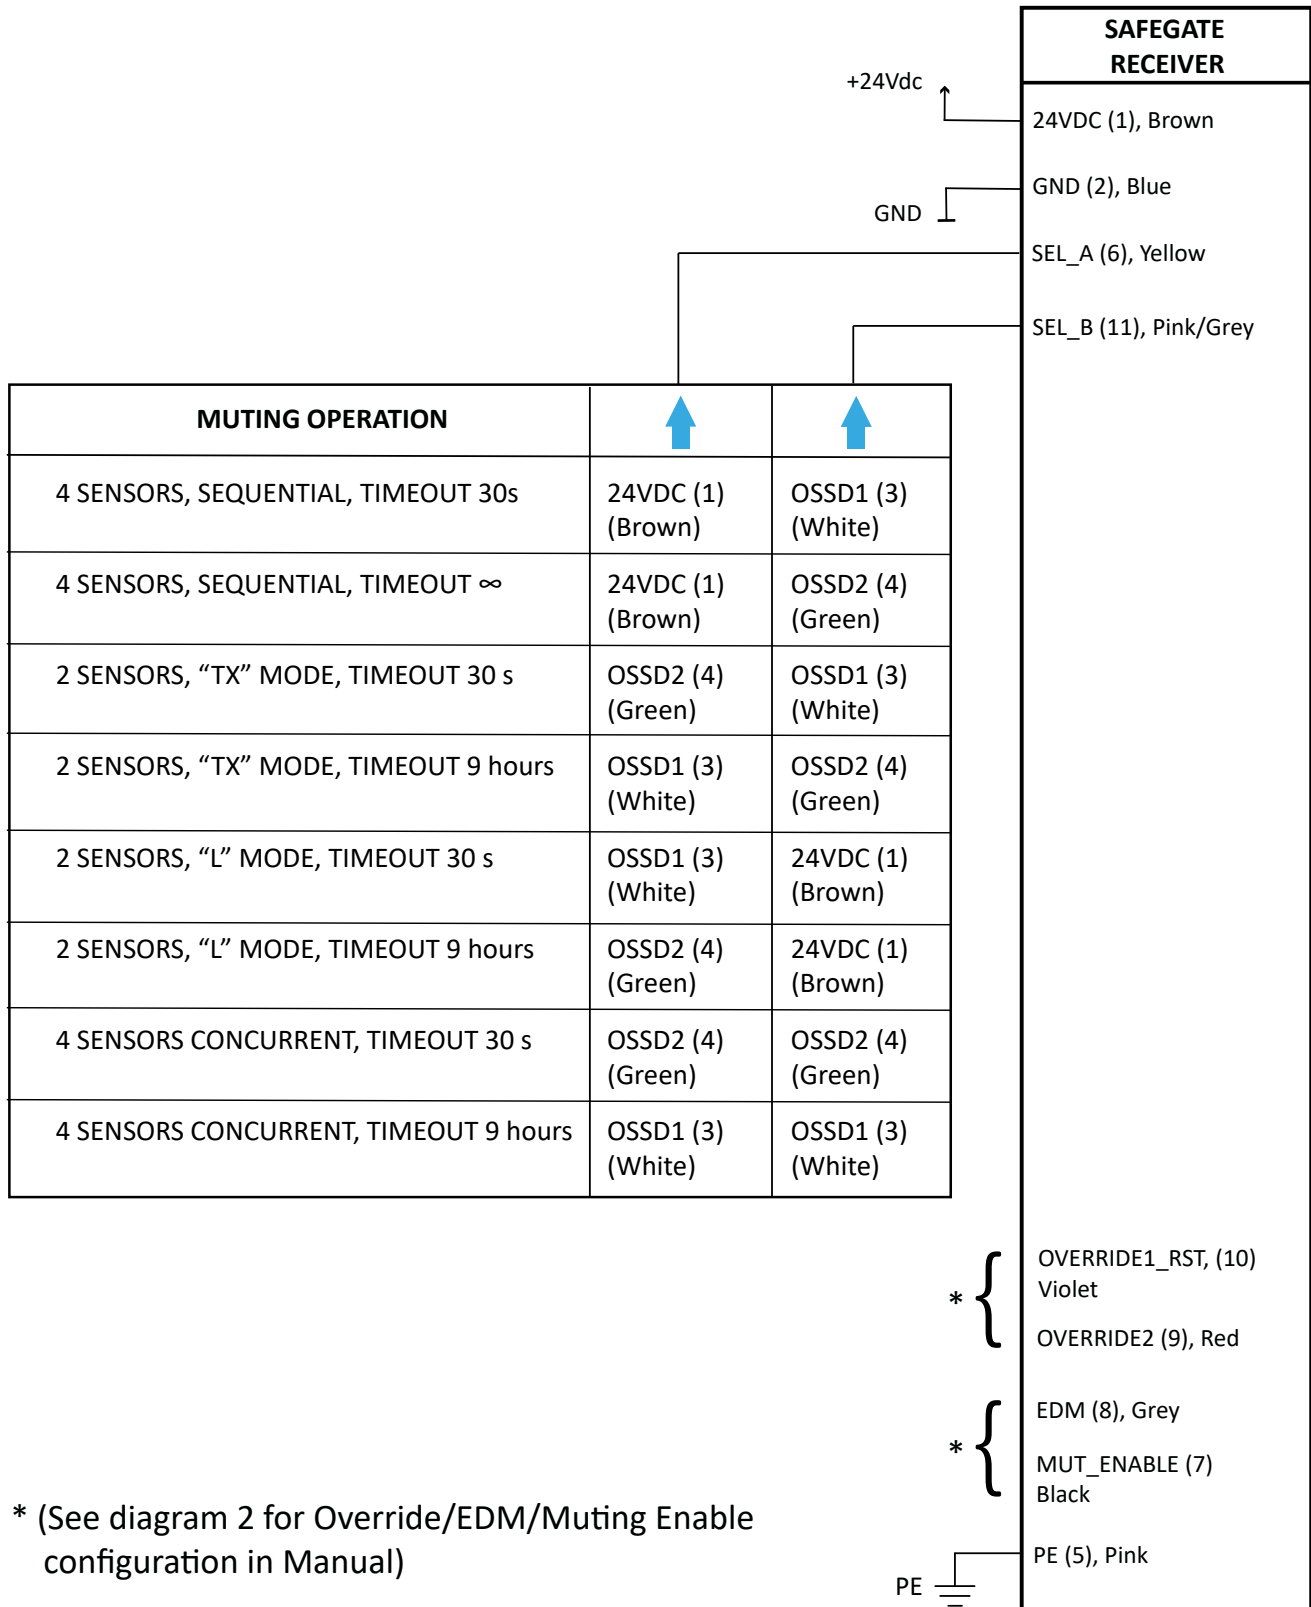 SAFEGATE
RECEIVER
+24Vdc
24VDC (1), Brown
GND (2), Blue
GND
SEL_A (6), Yellow
SEL_B (11), Pink/Grey
MUTING OPERATION
4 SENSORS, SEQUENTIAL, TIMEOUT 30s
24VDC (1)
(Brown)
OSSD1 (3)
(White)
4 SENSORS, SEQUENTIAL, TIMEOUT ∞
24VDC (1)
(Brown)
OSSD2 (4)
(Green)
2 SENSORS, “TX” MODE, TIMEOUT 30 s
OSSD2 (4)
(Green)
OSSD1 (3)
(White)
2 SENSORS, “TX” MODE, TIMEOUT 9 hours
OSSD1 (3)
(White)
OSSD2 (4)
(Green)
2 SENSORS, “L” MODE, TIMEOUT 30 s
OSSD1 (3)
(White)
24VDC (1)
(Brown)
2 SENSORS, “L” MODE, TIMEOUT 9 hours
OSSD2 (4)
(Green)
24VDC (1)
(Brown)
4 SENSORS CONCURRENT, TIMEOUT 30 s
OSSD2 (4)
(Green)
OSSD2 (4)
(Green)
4 SENSORS CONCURRENT, TIMEOUT 9 hours
OSSD1 (3)
(White)
OSSD1 (3)
(White)
OVERRIDE1_RST, (10)
Violet
*
OVERRIDE2 (9), Red
EDM (8), Grey
*
MUT_ENABLE (7)
Black
* (See diagram 2 for Override/EDM/Muting Enable
configuration in Manual)
PE (5), Pink
PE